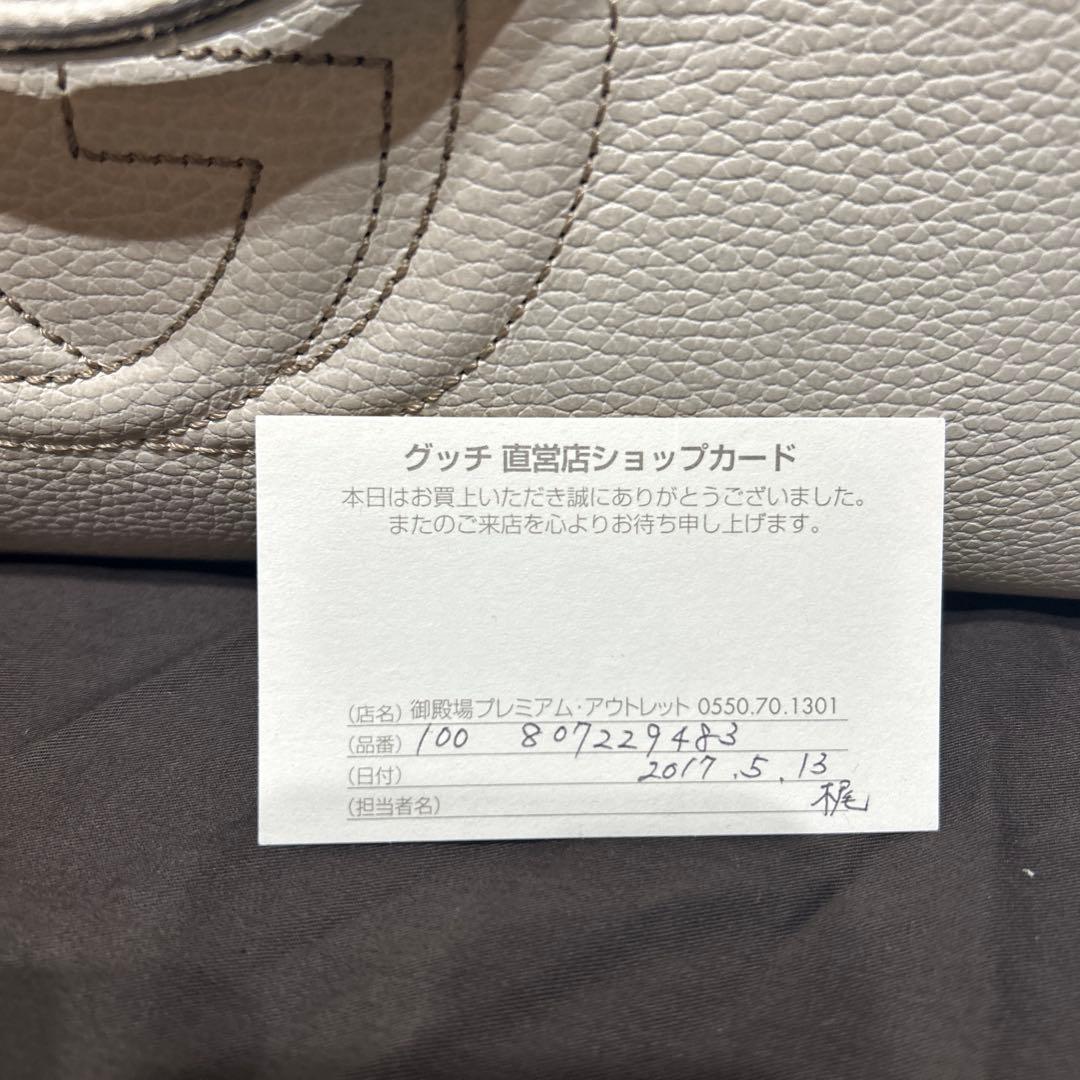 グッチ 直営店ショップカード
本日はお買上いただき誠にありがとうございました。
またのご来店を心よりお待ち申し上げます。
(店名) 御殿場プレミアム・アウトレット 0550.70.1301
(品番) 100 807229483
(日付) 2017.5.13
(担当者名) 梶